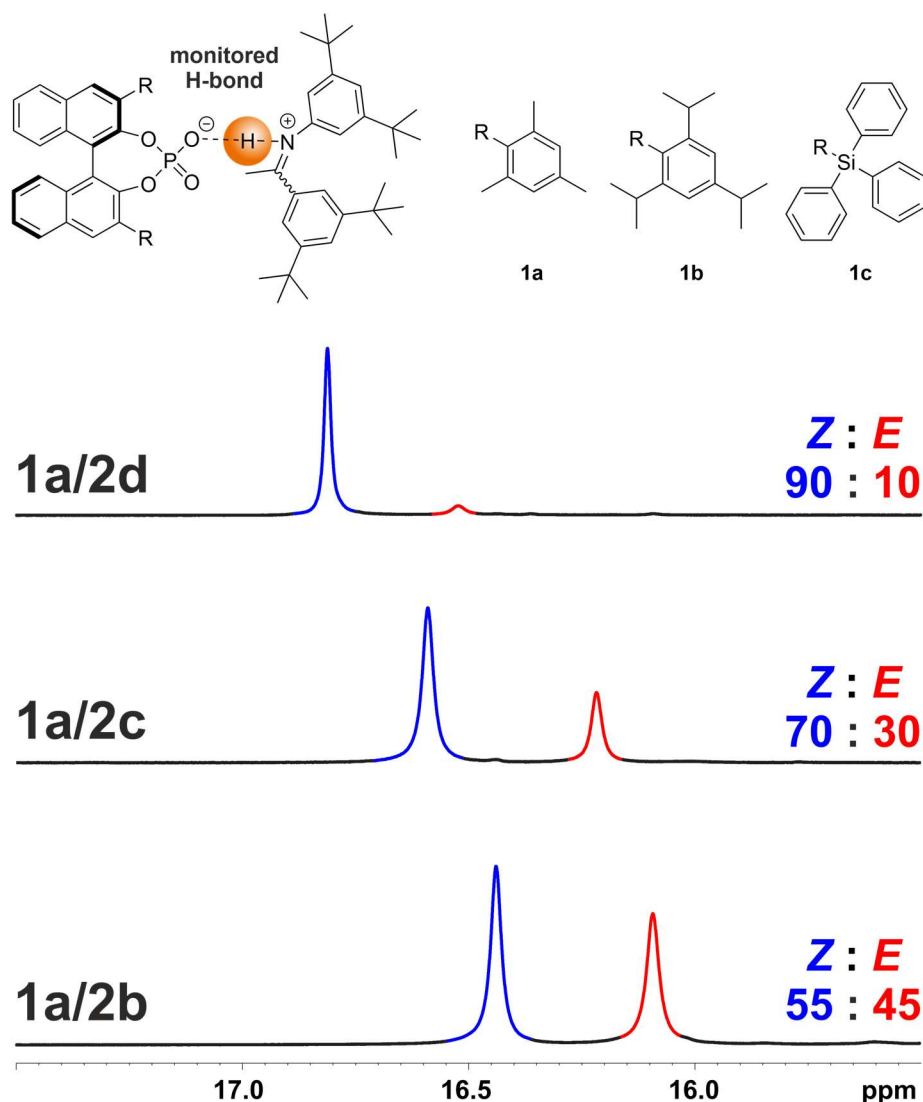 monitored
H-bond
R
O
O
P
O
⊖
O
H
N
⊕
R
R
R
R
Si
1a
1b
1c
Z : E
1a/2d
90 : 10
Z : E
1a/2c
70 : 30
Z : E
1a/2b
55 : 45
17.0 16.5 16.0 ppm